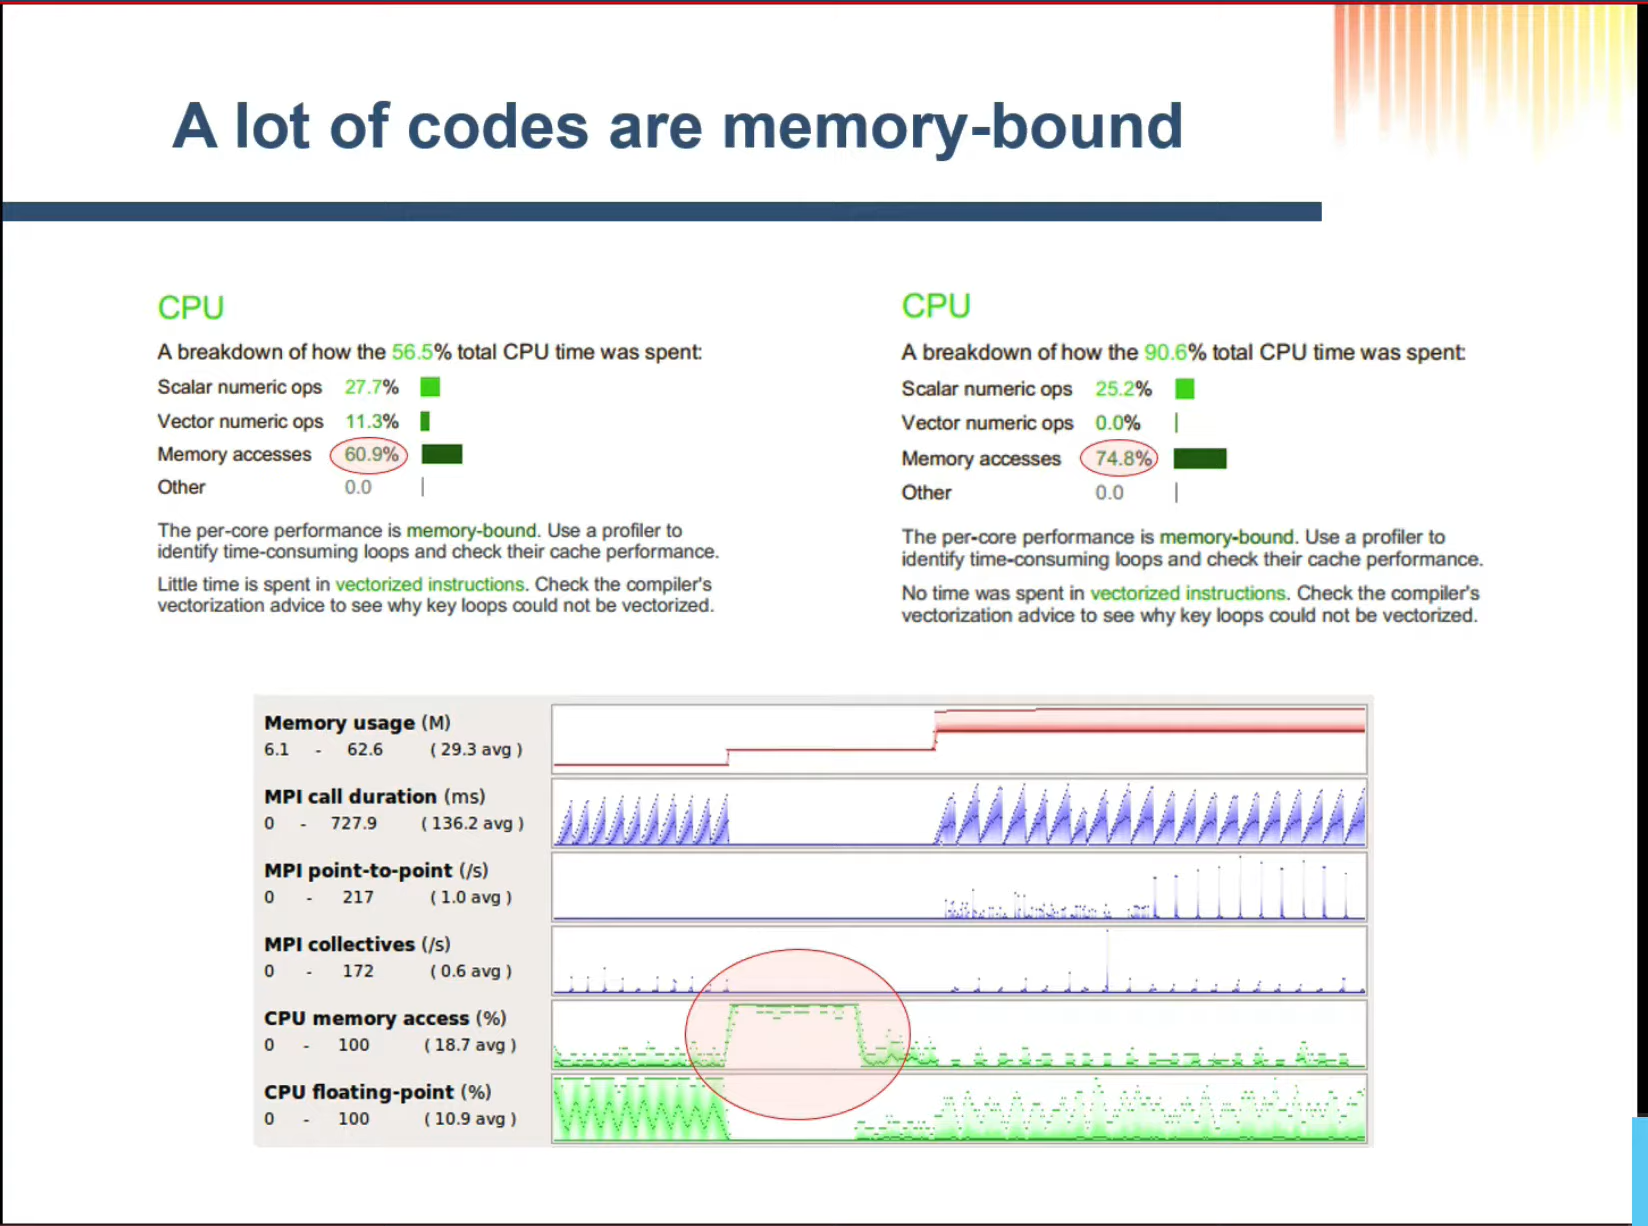 A lot of codes are memory-bound
CPU
A breakdown of how the 56.5% total CPU time was spent:
Scalar numeric ops 27.7%
Vector numeric ops 11.3%
Memory accesses 60.9%
Other 0.0
The per-core performance is memory-bound. Use a profiler to
identify time-consuming loops and check their cache performance.
Little time is spent in vectorized instructions. Check the compiler's
vectorization advice to see why key loops could not be vectorized.
CPU
A breakdown of how the 90.6% total CPU time was spent:
Scalar numeric ops 25.2%
Vector numeric ops 0.0%
Memory accesses 74.8%
Other 0.0
The per-core performance is memory-bound. Use a profiler to
identify time-consuming loops and check their cache performance.
No time was spent in vectorized instructions. Check the compiler's
vectorization advice to see why key loops could not be vectorized.
Memory usage (M)
6.1 - 62.6 ( 29.3 avg )
MPI call duration (ms)
0 - 727.9 ( 136.2 avg )
MPI point-to-point (/s)
0 - 217 ( 1.0 avg )
MPI collectives (/s)
0 - 172 ( 0.6 avg )
CPU memory access (%)
0 - 100 ( 18.7 avg )
CPU floating-point (%)
0 - 100 ( 10.9 avg )